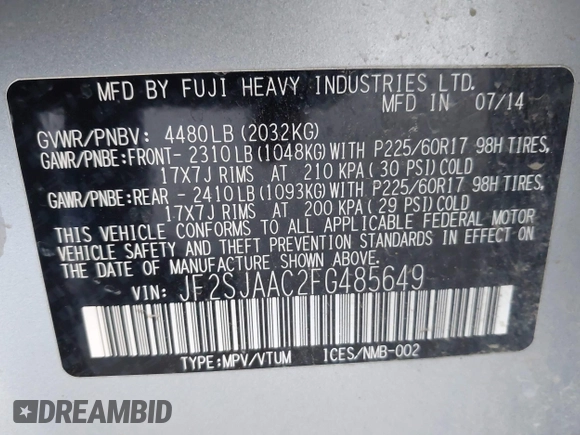 MFD BY FUJI HEAVY INDUSTRIES LTD.
MFD IN 07/14
GVWR/PNBV- 4480LB(2032KG)
GAWR/PNBE:FRONT- 2310LB(1048KG)WITH P225/60R17 98H TIRES,
17X7J RIMS AT 210 KPA( 30 PSI)COLD
GAWR/PNBE:REAR - 2410LB(1093KG)WITH P225/60R17 98H TIRES,
17X7J RIMS AT 200 KPA( 29 PSI)COLD
THIS VEHICLE CONFORMS TO ALL APPLICABLE FEDERAL MOTOR
VEHICLE SAFETY AND THEFT PREVENTION STANDARDS IN EFFECT
ON THE DATE OF MANUFACTURE SHOWN ABOVE.
VIN: JF2SJAAC2FG485649
TYPE:MPV/VTUM ICES/NMB-002
DREAMBID